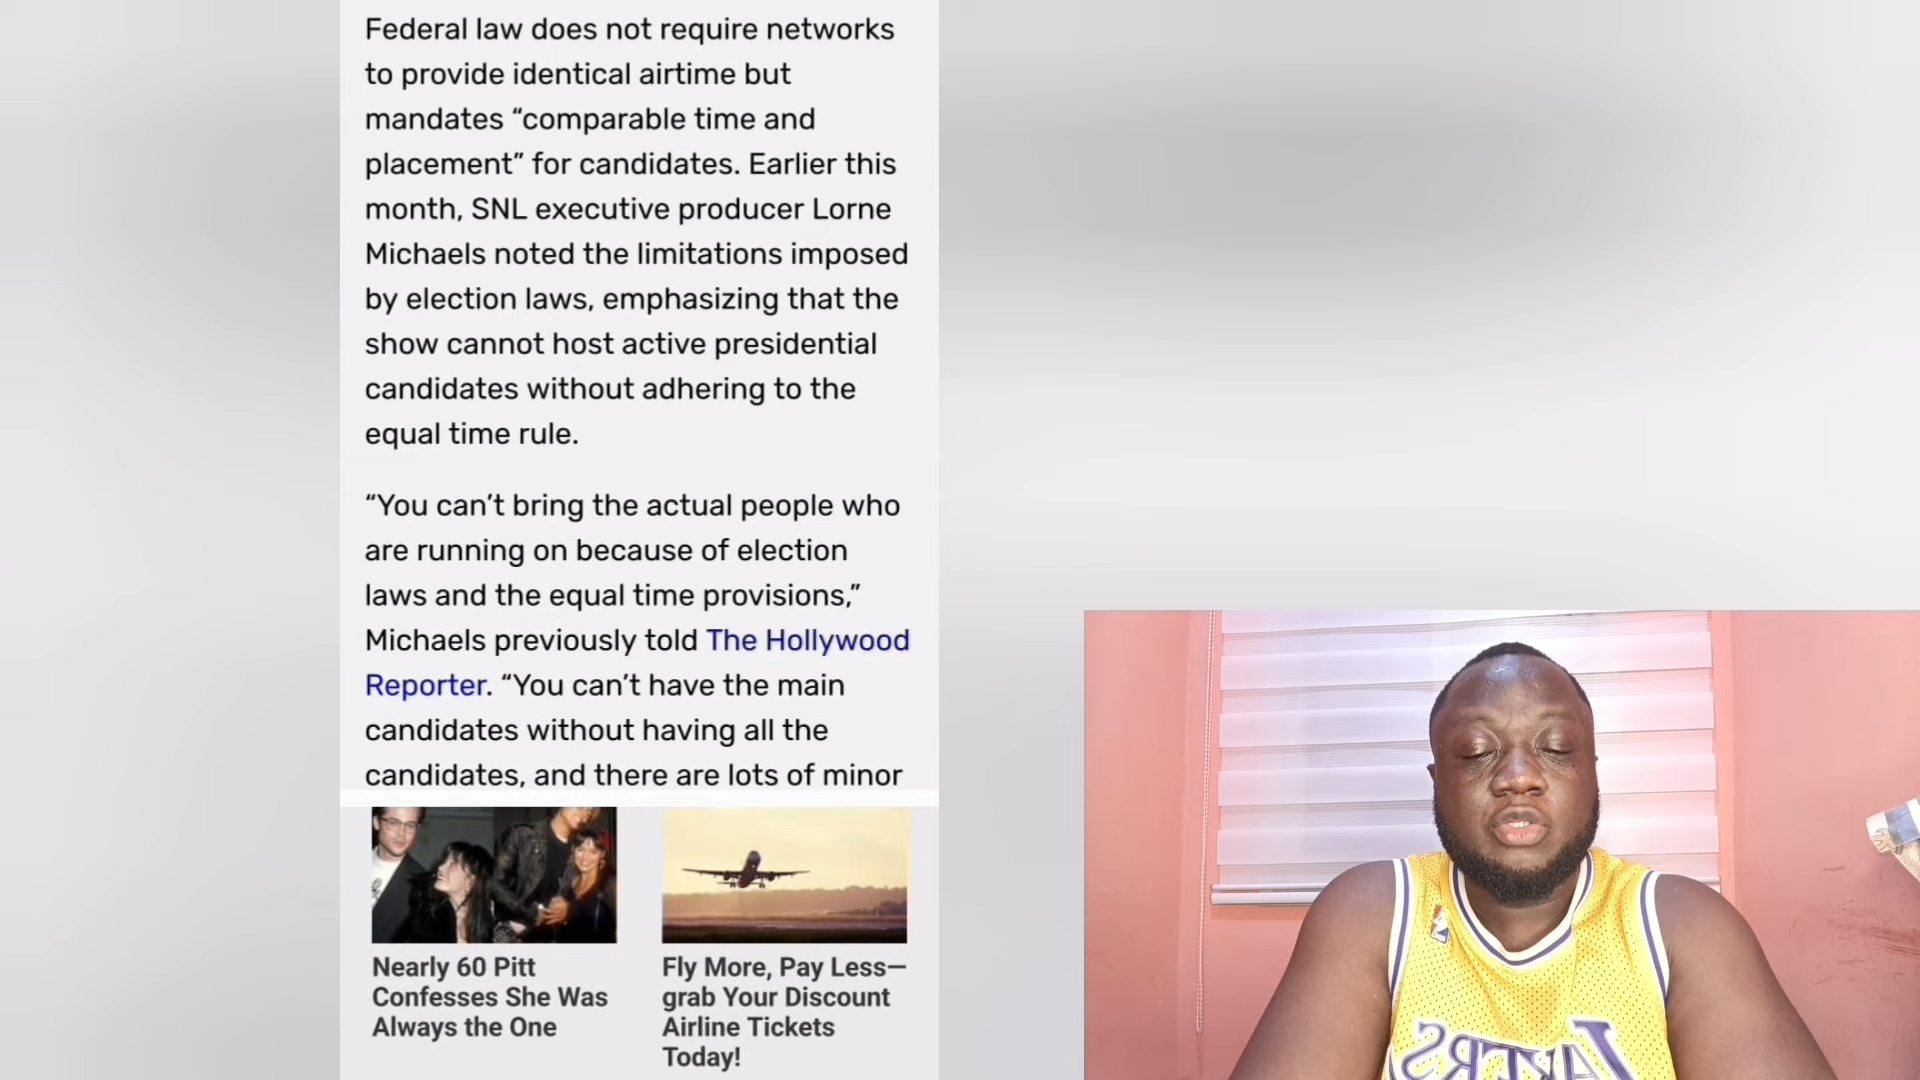 Federal law does not require networks
to provide identical airtime but
mandates “comparable time and
placement” for candidates. Earlier this
month, SNL executive producer Lorne
Michaels noted the limitations imposed
by election laws, emphasizing that the
show cannot host active presidential
candidates without adhering to the
equal time rule.
“You can’t bring the actual people who
are running on because of election
laws and the equal time provisions,”
Michaels previously told The Hollywood
Reporter. “You can’t have the main
candidates without having all the
candidates, and there are lots of minor
Nearly 60 Pitt
Confesses She Was
Always the One
Fly More, Pay Less—
grab Your Discount
Airline Tickets
Today!
LAKERS